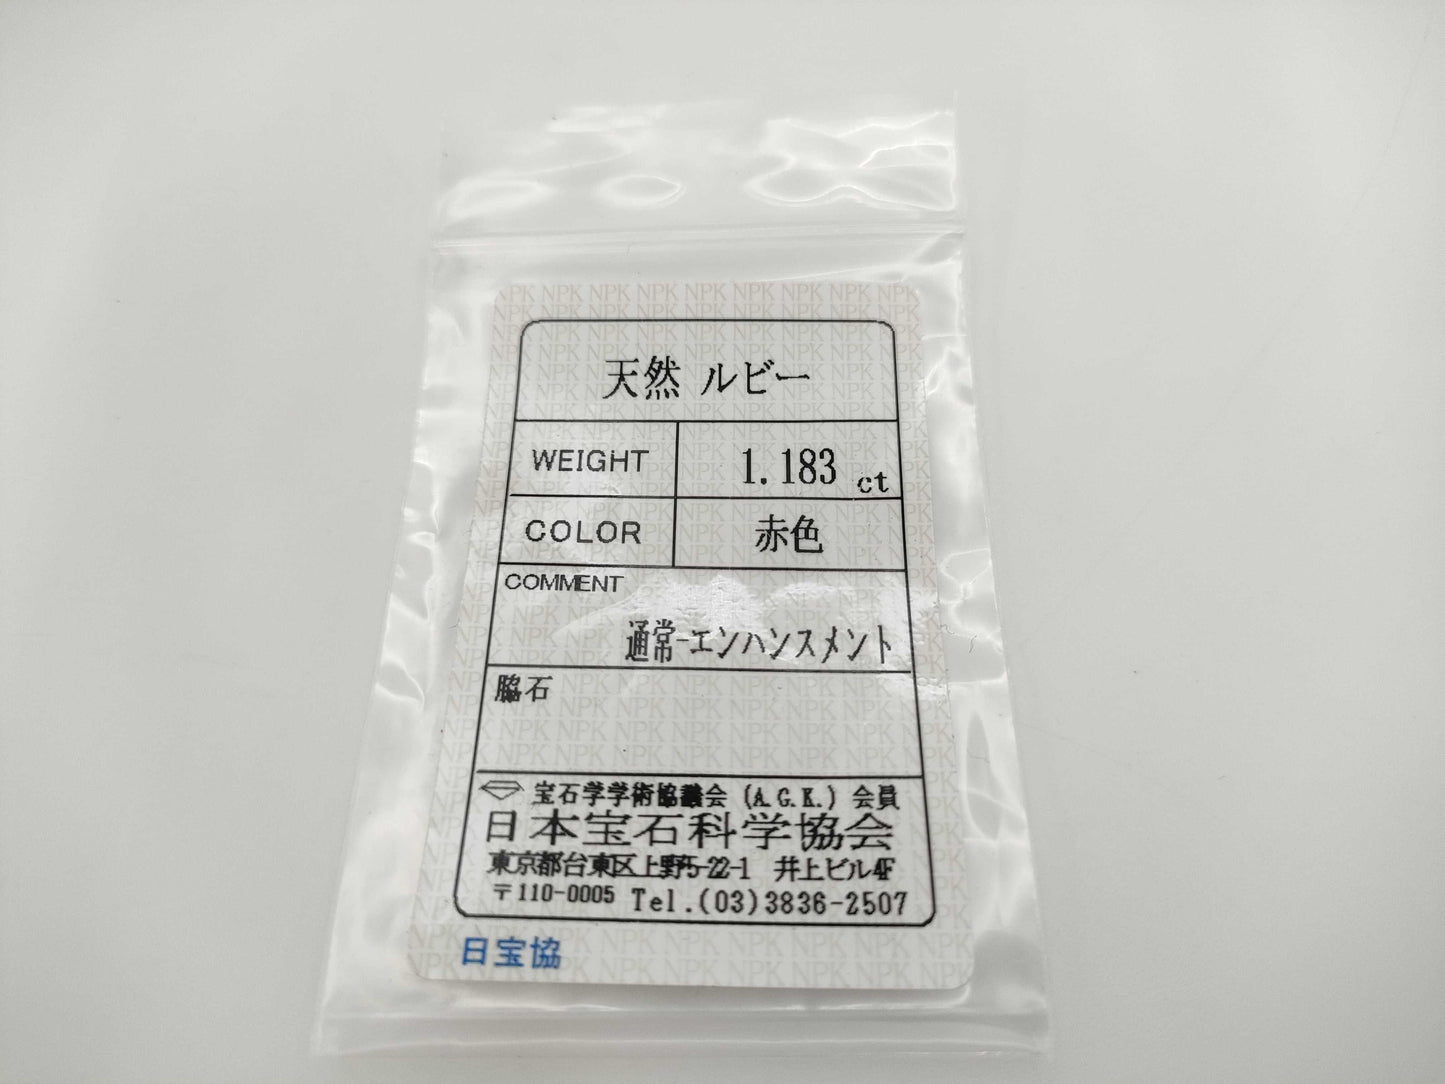 天然 ルビー
WEIGHT 1.183 ct
COLOR 赤色
COMMENT
通常-エンハンスメント
脇石
宝石学学術協議会 (A.G.K.) 会員
日本宝石科学協会
東京都台東区上野5-22-1 井上ビル4F
〒110-0005 Tel.(03)3836-2507
日宝協